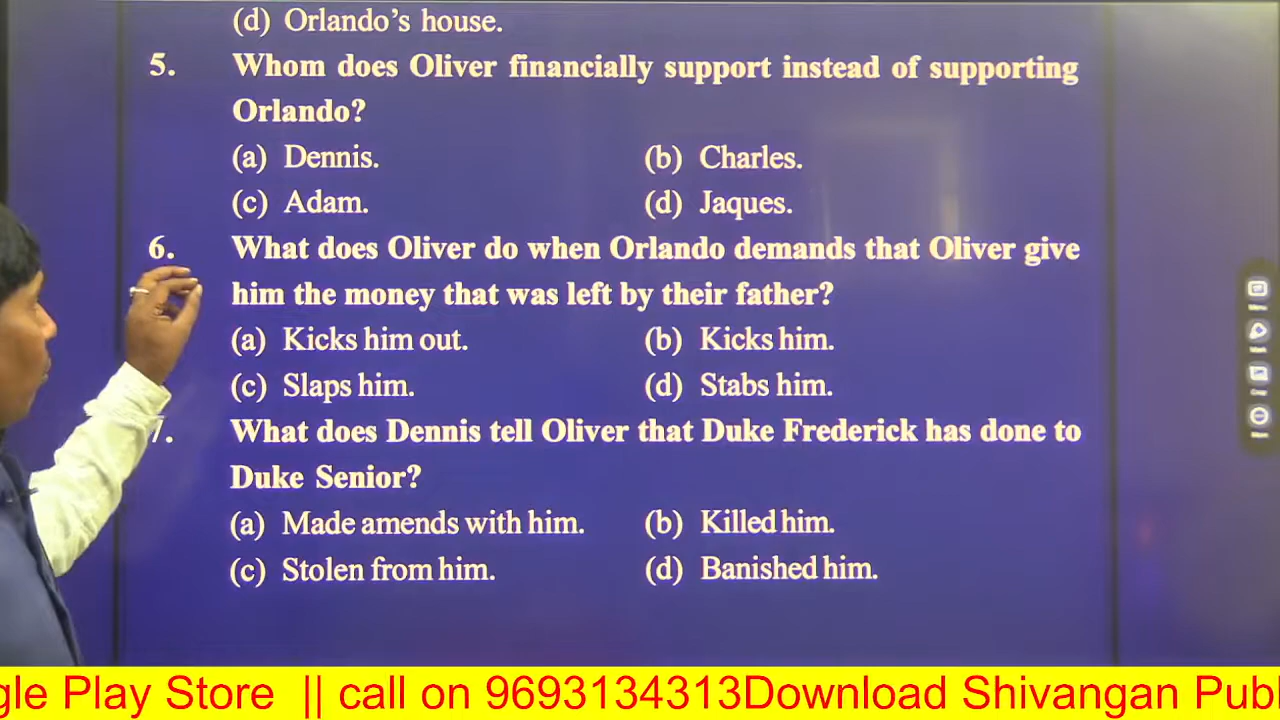 (d) Orlando's house.
5. Whom does Oliver financially support instead of supporting
Orlando?
(a) Dennis. (b) Charles.
(c) Adam. (d) Jaques.
6. What does Oliver do when Orlando demands that Oliver give
him the money that was left by their father?
(a) Kicks him out. (b) Kicks him.
(c) Slaps him. (d) Stabs him.
7. What does Dennis tell Oliver that Duke Frederick has done to
Duke Senior?
(a) Made amends with him. (b) Killed him.
(c) Stolen from him. (d) Banished him.
gle Play Store || call on 9693134313Download Shivangan Publ